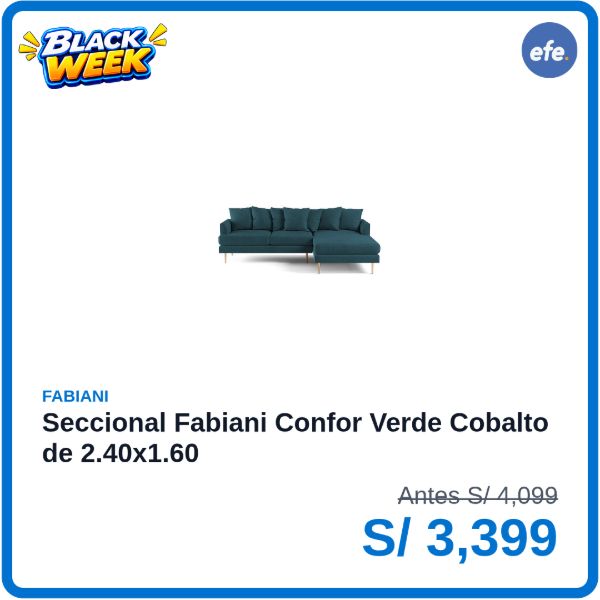 BLACK
WEEK
efe.
FABIANI
Seccional Fabiani Confor Verde Cobalto
de 2.40x1.60
Antes S/ 4,099
S/ 3,399